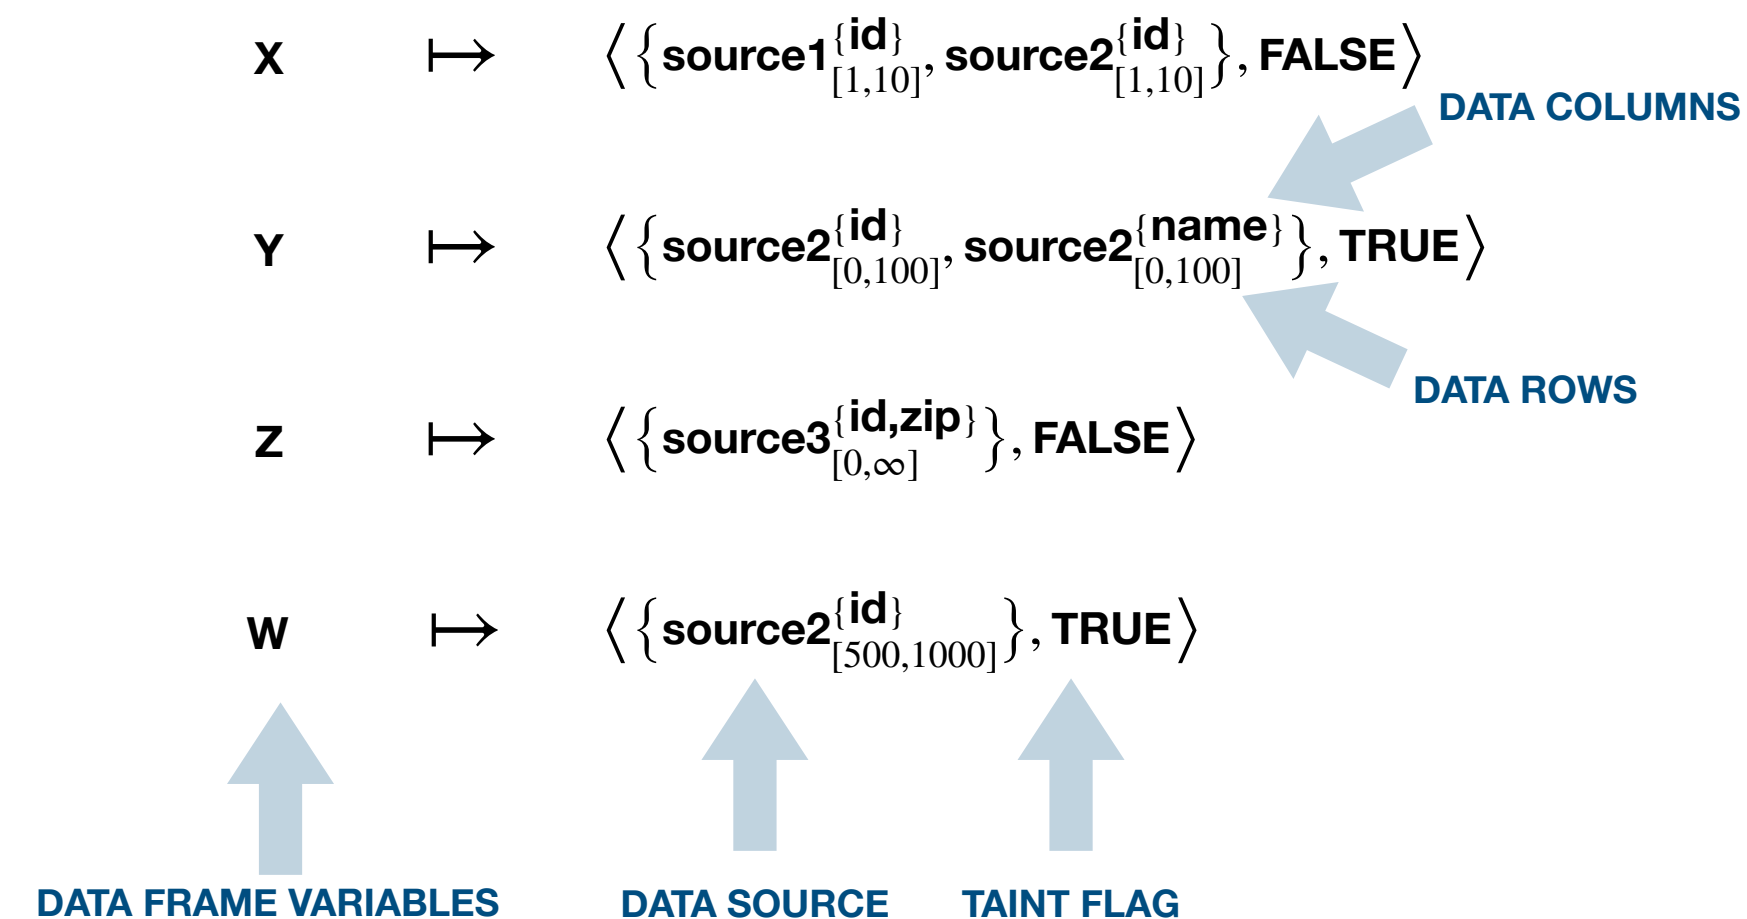 X ↦ ⟨ { source1^{id}_[1,10], source2^{id}_[1,10] }, FALSE ⟩
DATA COLUMNS
Y ↦ ⟨ { source2^{id}_[0,100], source2^{name}_[0,100] }, TRUE ⟩
DATA ROWS
Z ↦ ⟨ { source3^{id,zip}_[0,∞] }, FALSE ⟩
W ↦ ⟨ { source2^{id}_[500,1000] }, TRUE ⟩
DATA FRAME VARIABLES DATA SOURCE TAINT FLAG